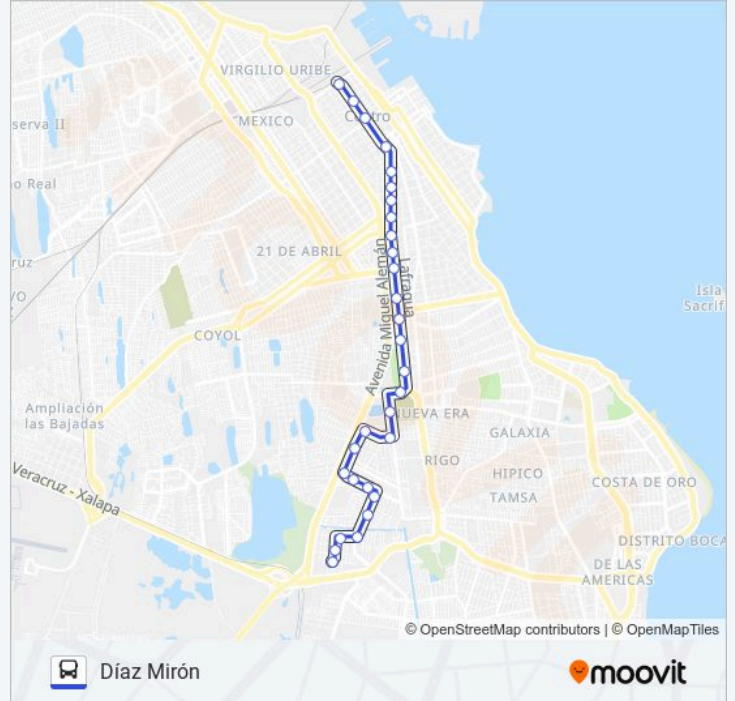 VIRGILIO URIBE
MEXICO
serva II
o Real
ruz
VO
21 DE ABRIL
Avenida Miguel Alemán
Lafragua
Isla
Sacrif
COYOL
Ampliación
las Bajadas
NUEVA ERA
GALAXIA
RIGO
HIPICO
TAMSA
COSTA DE ORO
Veracruz - Xalapa
DISTRITO BOCA
DE LAS
AMERICAS
© OpenStreetMap contributors | © OpenMapTiles
Díaz Mirón
moovit